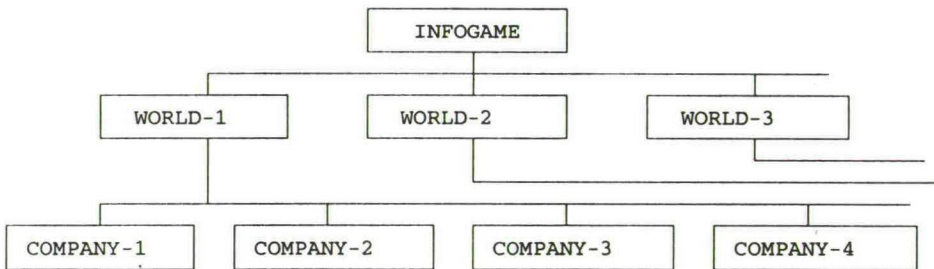 INFOGAME
WORLD-1 WORLD-2 WORLD-3
COMPANY-1 COMPANY-2 COMPANY-3 COMPANY-4